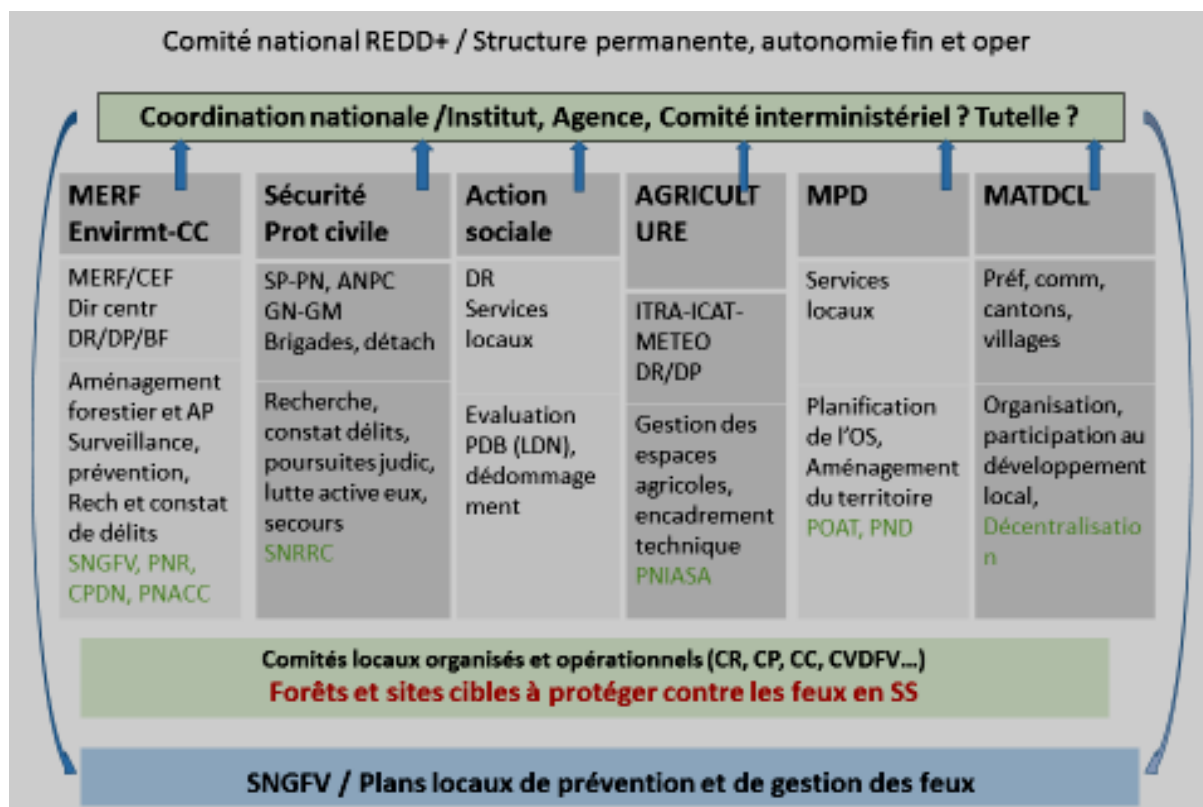 Comité national REDD+ / Structure permanente, autonomie fin et oper
Coordination nationale /Institut, Agence, Comité interministériel ? Tutelle ?
MERF
Envirmt-CC
MERF/CEF
Dir centr
DR/DP/BF
Aménagement
forestier et AP
Surveillance,
prévention,
Rech et constat
de délits
SNGFV, PNR,
CPDN, PNACC
Sécurité
Prot civile
SP-PN, ANPC
GN-GM
Brigades, détach
Recherche,
constat délits,
poursuites judic,
lutte active eux,
secours
SNRRC
Action
sociale
DR
Services
locaux
Evaluation
PDB (LDN),
dédommage
ment
AGRICULT
URE
ITRA-ICAT-
METEO
DR/DP
Gestion des
espaces
agricoles,
encadrement
technique
PNIASA
MPD
Services
locaux
Planification
de l'OS,
Aménagement
du territoire
POAT, PND
MATDCL
Préf, comm,
cantons,
villages
Organisation,
participation au
développement
local,
Décentralisatio
n
Comités locaux organisés et opérationnels (CR, CP, CC, CVDFV...)
Forêts et sites cibles à protéger contre les feux en SS
SNGFV / Plans locaux de prévention et de gestion des feux